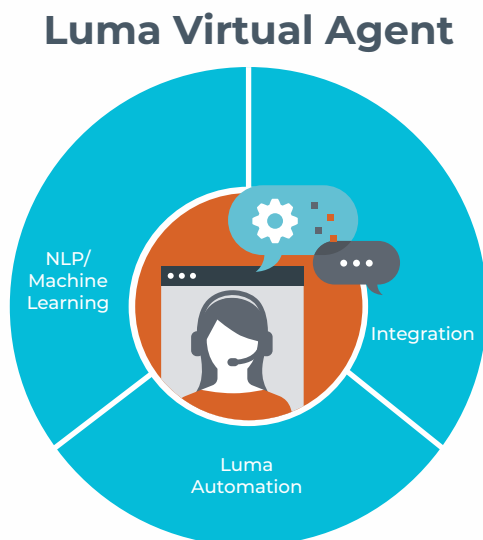 Luma Virtual Agent
NLP/
Machine
Learning
Integration
Luma
Automation